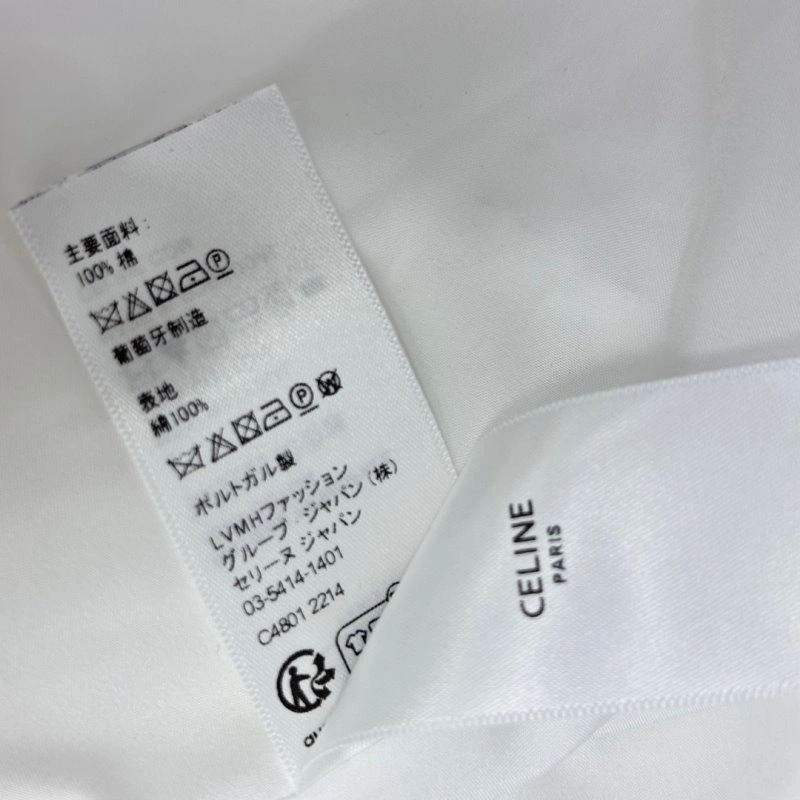 主要面料：
100% 棉
P
葡萄牙制造
表地
綿100%
P W
ポルトガル製
LVMHファッション
グループ・ジャパン（株）
セリーヌ ジャパン
03-5414-1401
C4801 2214
CELINE
PARIS